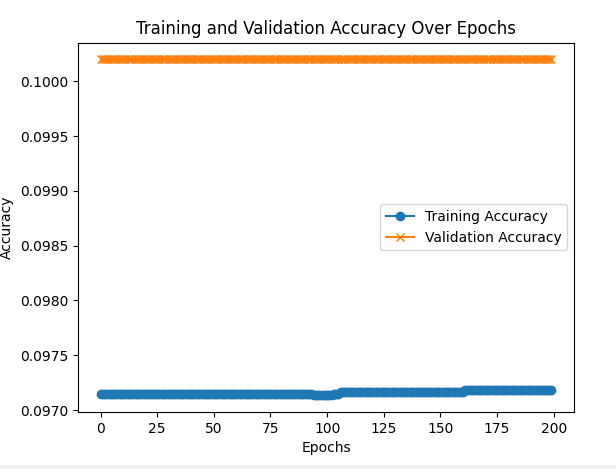 Training and Validation Accuracy Over Epochs
0.1000
0.0995
0.0990
0.0985
0.0980
0.0975
0.0970
Accuracy
Training Accuracy
Validation Accuracy
0 25 50 75 100 125 150 175 200
Epochs